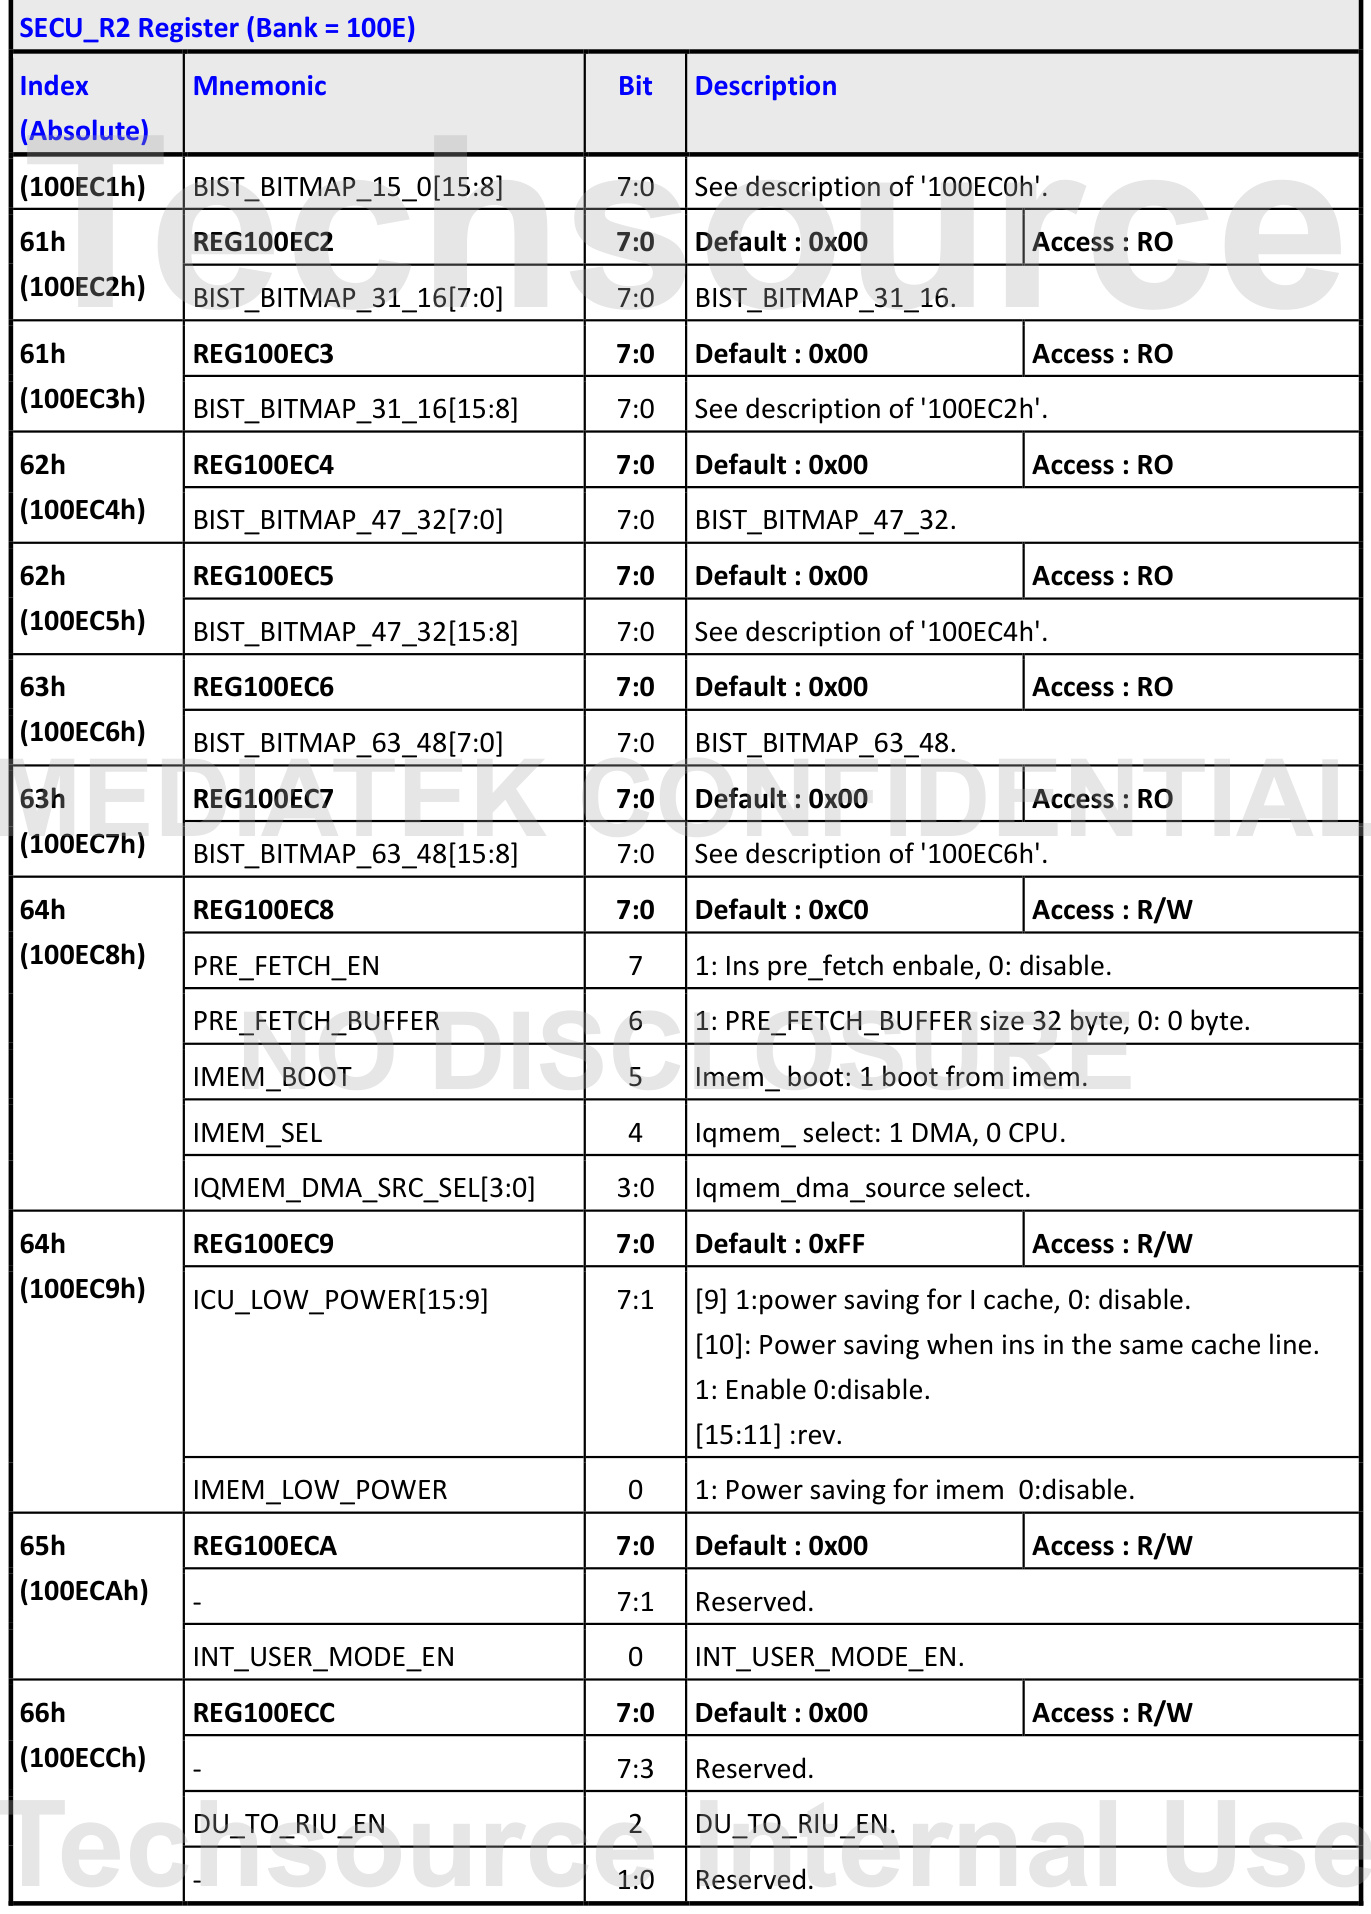 SECU_R2 Register (Bank = 100E)
Index (Absolute) Mnemonic Bit Description
(100EC1h) BIST_BITMAP_15_0[15:8] 7:0 See description of '100EC0h'.
61h (100EC2h) REG100EC2 7:0 Default : 0x00 Access : RO
BIST_BITMAP_31_16[7:0] 7:0 BIST_BITMAP_31_16.
61h (100EC3h) REG100EC3 7:0 Default : 0x00 Access : RO
BIST_BITMAP_31_16[15:8] 7:0 See description of '100EC2h'.
62h (100EC4h) REG100EC4 7:0 Default : 0x00 Access : RO
BIST_BITMAP_47_32[7:0] 7:0 BIST_BITMAP_47_32.
62h (100EC5h) REG100EC5 7:0 Default : 0x00 Access : RO
BIST_BITMAP_47_32[15:8] 7:0 See description of '100EC4h'.
63h (100EC6h) REG100EC6 7:0 Default : 0x00 Access : RO
BIST_BITMAP_63_48[7:0] 7:0 BIST_BITMAP_63_48.
63h (100EC7h) REG100EC7 7:0 Default : 0x00 Access : RO
BIST_BITMAP_63_48[15:8] 7:0 See description of '100EC6h'.
64h (100EC8h) REG100EC8 7:0 Default : 0xC0 Access : R/W
PRE_FETCH_EN 7 1: Ins pre_fetch enbale, 0: disable.
PRE_FETCH_BUFFER 6 1: PRE_FETCH_BUFFER size 32 byte, 0: 0 byte.
IMEM_BOOT 5 Imem_ boot: 1 boot from imem.
IMEM_SEL 4 Iqmem_ select: 1 DMA, 0 CPU.
IQMEM_DMA_SRC_SEL[3:0] 3:0 Iqmem_dma_source select.
64h (100EC9h) REG100EC9 7:0 Default : 0xFF Access : R/W
ICU_LOW_POWER[15:9] 7:1 [9] 1:power saving for I cache, 0: disable.
[10]: Power saving when ins in the same cache line.
1: Enable 0:disable.
[15:11] :rev.
IMEM_LOW_POWER 0 1: Power saving for imem  0:disable.
65h (100ECAh) REG100ECA 7:0 Default : 0x00 Access : R/W
- 7:1 Reserved.
INT_USER_MODE_EN 0 INT_USER_MODE_EN.
66h (100ECCh) REG100ECC 7:0 Default : 0x00 Access : R/W
- 7:3 Reserved.
DU_TO_RIU_EN 2 DU_TO_RIU_EN.
- 1:0 Reserved.
Techsource
MEDIATEK CONFIDENTIAL
NO DISCLOSURE
Techsource Internal Use